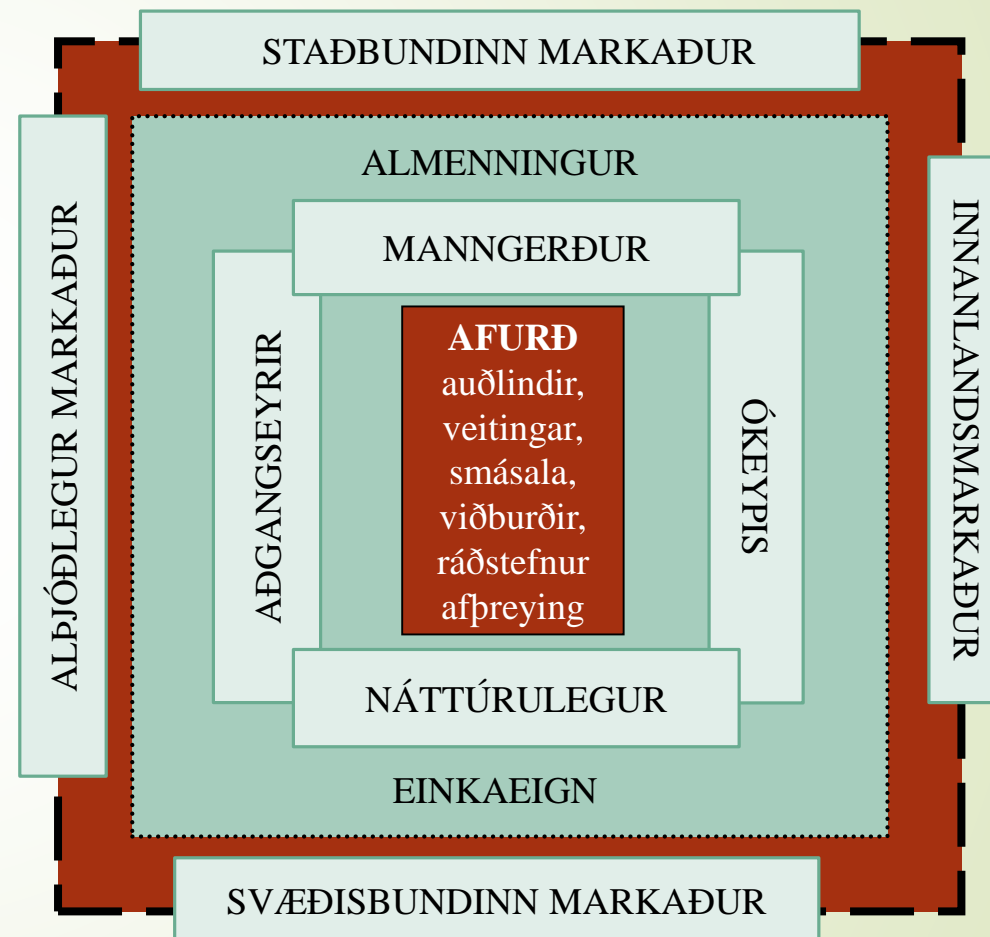 STAÐBUNDINN MARKAÐUR
ALMENNINGUR
MANNGERÐUR
ALÞJÓÐLEGUR MARKAÐUR
AÐGANGSEYRIR
AFURÐ
auðlindir,
veitingar,
smásala,
viðburðir,
ráðstefnur
afþreying
ÓKEYPIS
INNANLANDSMARKAÐUR
NÁTTÚRULEGUR
EINKAEIGN
SVÆÐISBUNDINN MARKAÐUR